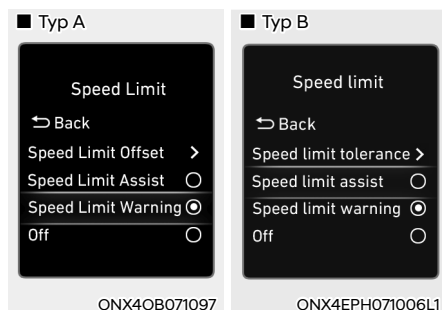 ■ Typ A
Speed Limit
Back
Speed Limit Offset >
Speed Limit Assist
Speed Limit Warning
Off
ONX4OB071097
■ Typ B
Speed limit
Back
Speed limit tolerance >
Speed limit assist
Speed limit warning
Off
ONX4EPH071006L1